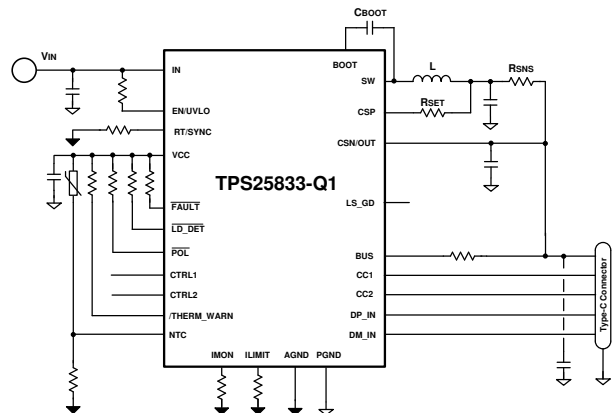 CBOOT
VIN
IN
BOOT
SW
L
RSNS
EN/UVLO
CSP
RSET
RT/SYNC
CSN/OUT
VCC
TPS25833-Q1
FAULT
LS_GD
LD_DET
POL
BUS
CTRL1
CC1
CTRL2
CC2
/THERM_WARN
DP_IN
NTC
DM_IN
IMON
ILIMIT
AGND
PGND
Type-C Connector